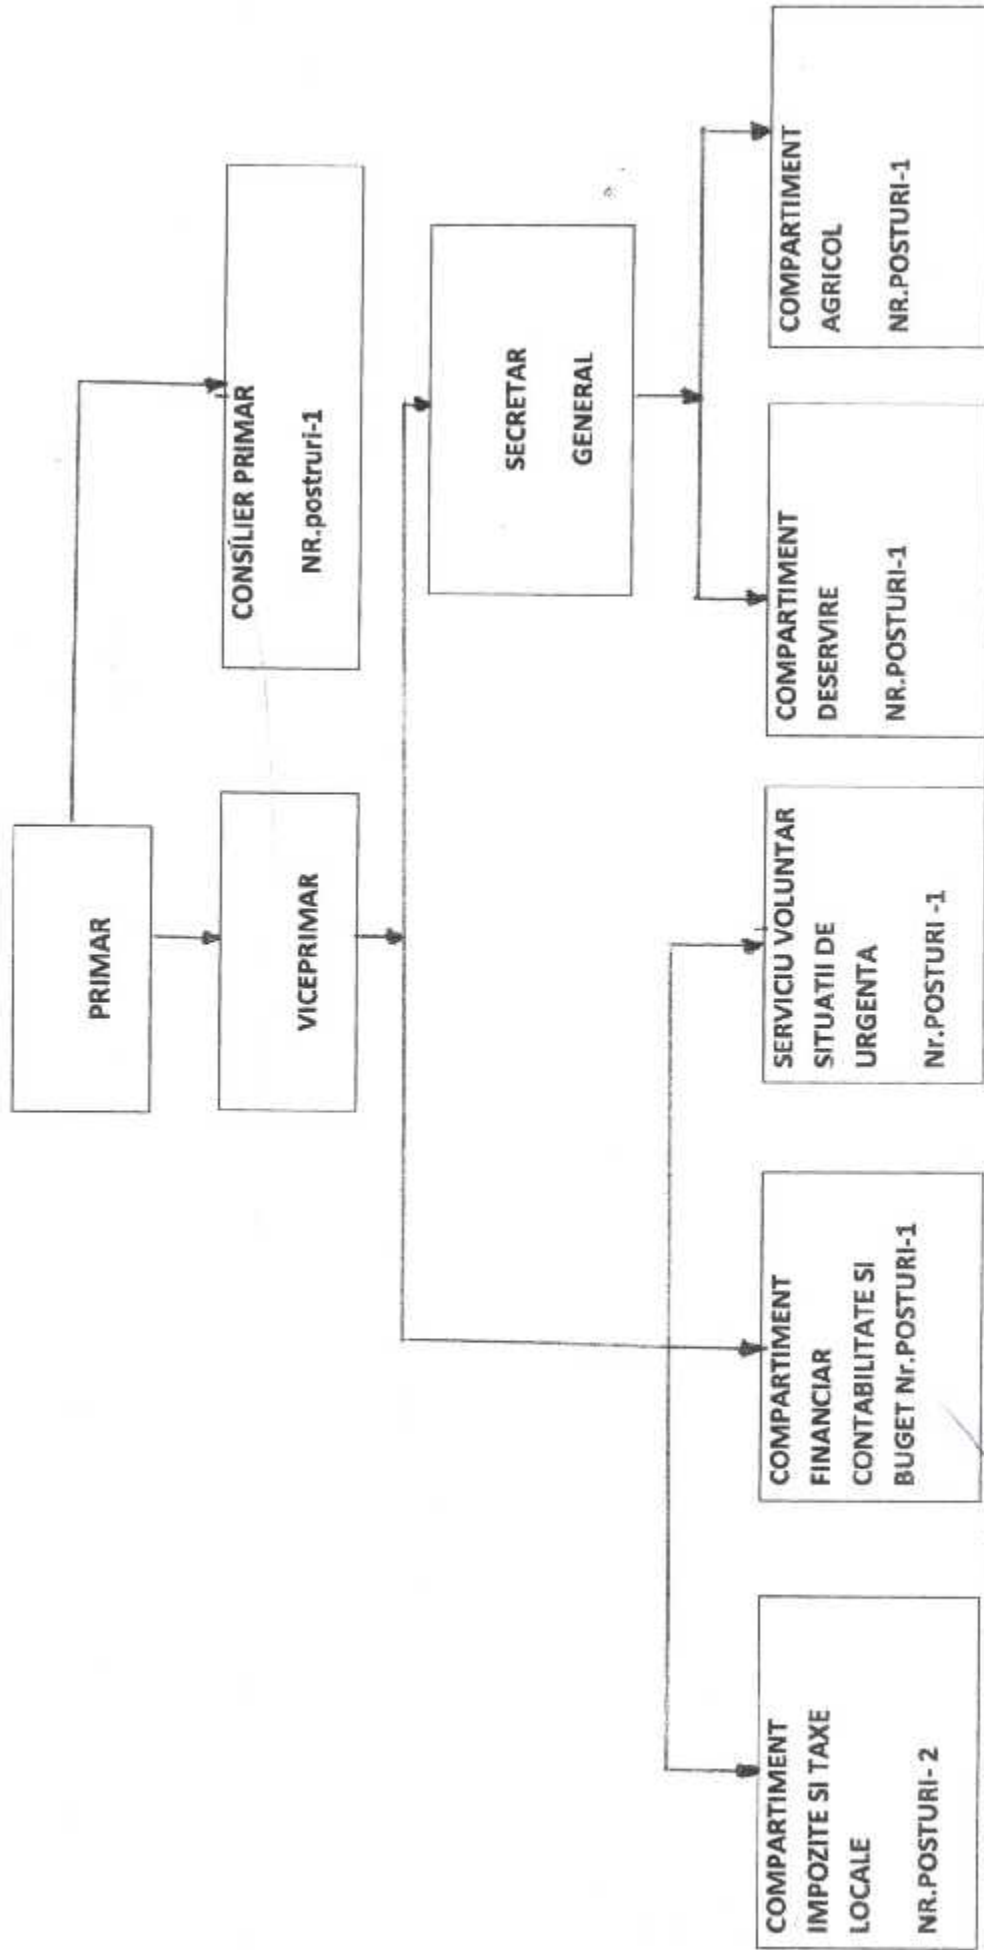 PRIMAR
CONSILIER PRIMAR
NR.postruri-1
VICEPRIMAR
SECRETAR
GENERAL
COMPARTIMENT
IMPOZITE SI TAXE
LOCALE
NR.POSTURI- 2
COMPARTIMENT
FINANCIAR
CONTABILITATE SI
BUGET Nr.POSTURI-1
SERVICIU VOLUNTAR
SITUATII DE
URGENTA
Nr.POSTURI -1
COMPARTIMENT
DESERVIRE
NR.POSTURI-1
COMPARTIMENT
AGRICOL
NR.POSTURI-1